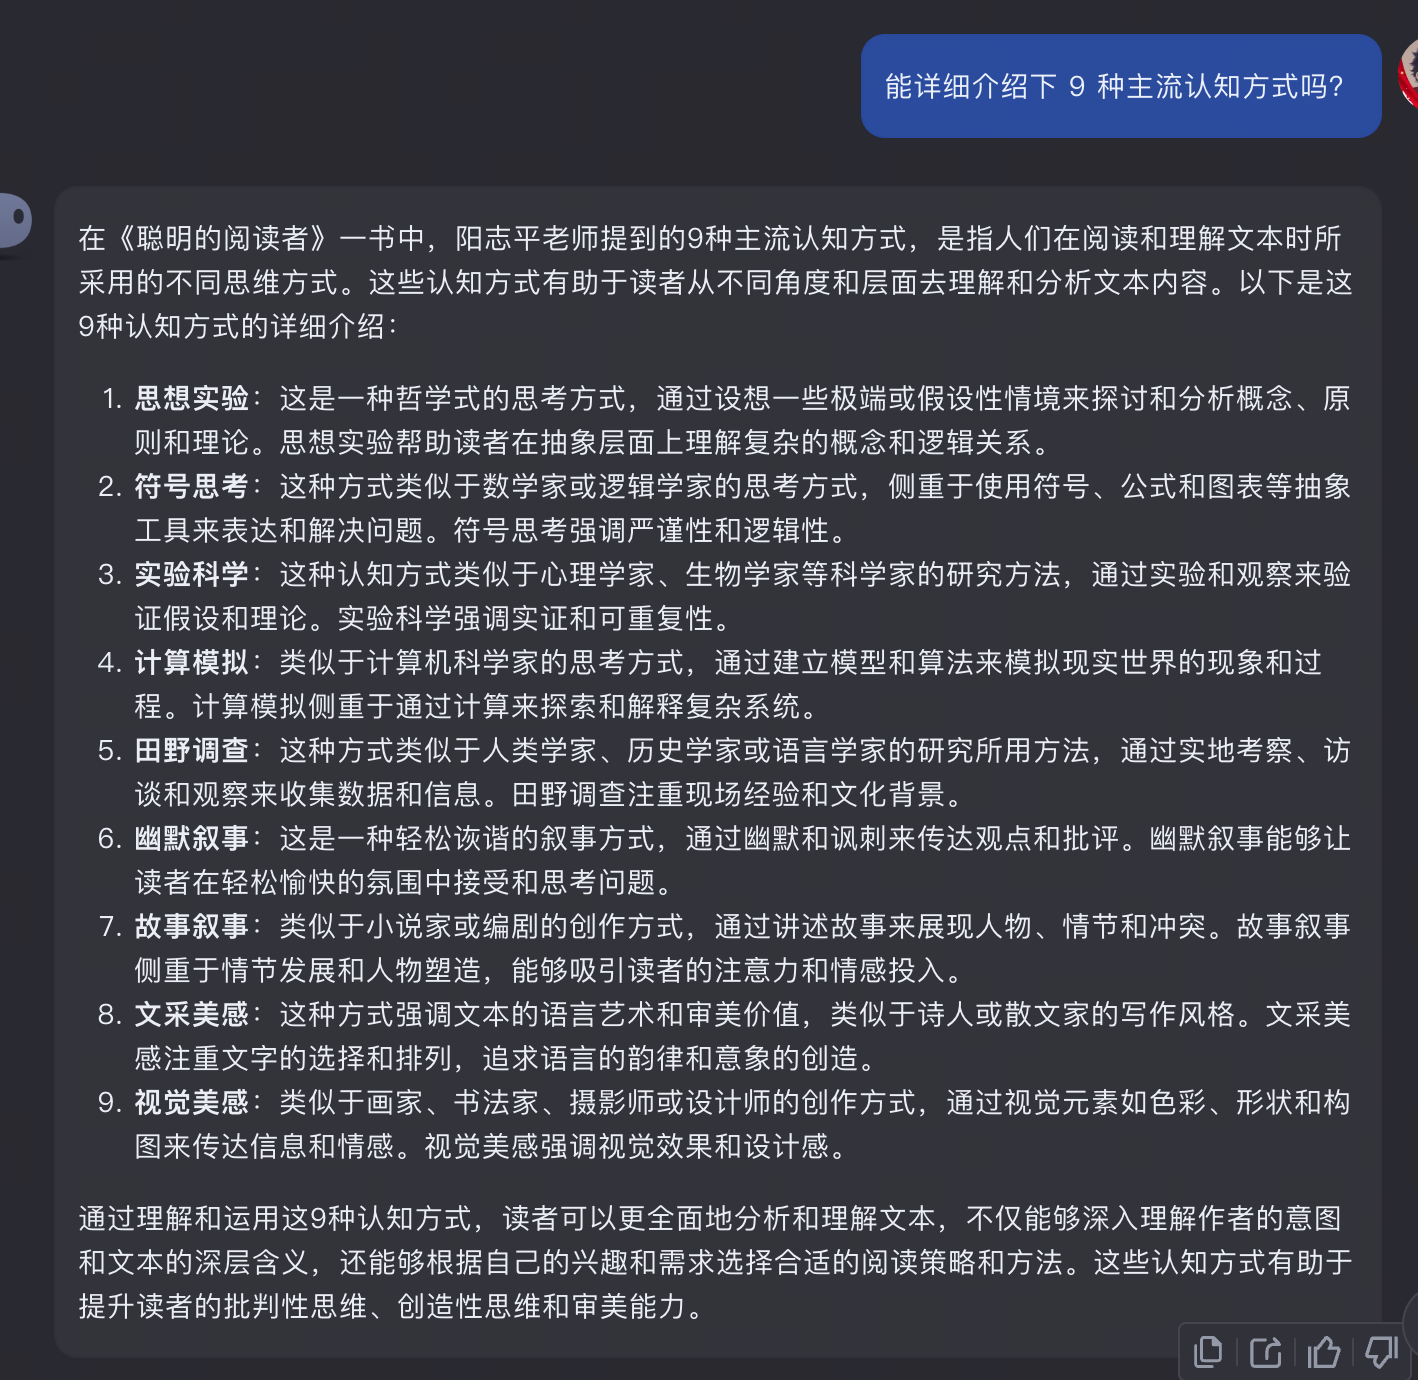 能详细介绍下 9 种主流认知方式吗?
在《聪明的阅读者》一书中，阳志平老师提到的9种主流认知方式，是指人们在阅读和理解文本时所
采用的不同思维方式。这些认知方式有助于读者从不同角度和层面去理解和分析文本内容。以下是这
9种认知方式的详细介绍：
1. 思想实验：这是一种哲学式的思考方式，通过设想一些极端或假设性情境来探讨和分析概念、原
则和理论。思想实验帮助读者在抽象层面上理解复杂的概念和逻辑关系。
2. 符号思考：这种方式类似于数学家或逻辑学家的思考方式，侧重于使用符号、公式和图表等抽象
工具来表达和解决问题。符号思考强调严谨性和逻辑性。
3. 实验科学：这种认知方式类似于心理学家、生物学家等科学家的研究方法，通过实验和观察来验
证假设和理论。实验科学强调实证和可重复性。
4. 计算模拟：类似于计算机科学家的思考方式，通过建立模型和算法来模拟现实世界的现象和过
程。计算模拟侧重于通过计算来探索和解释复杂系统。
5. 田野调查：这种方式类似于人类学家、历史学家或语言学家的研究所用方法，通过实地考察、访
谈和观察来收集数据和信息。田野调查注重现场经验和文化背景。
6. 幽默叙事：这是一种轻松诙谐的叙事方式，通过幽默和讽刺来传达观点和批评。幽默叙事能够让
读者在轻松愉快的氛围中接受和思考问题。
7. 故事叙事：类似于小说家或编剧的创作方式，通过讲述故事来展现人物、情节和冲突。故事叙事
侧重于情节发展和人物塑造，能够吸引读者的注意力和情感投入。
8. 文采美感：这种方式强调文本的语言艺术和审美价值，类似于诗人或散文家的写作风格。文采美
感注重文字的选择和排列，追求语言的韵律和意象的创造。
9. 视觉美感：类似于画家、书法家、摄影师或设计师的创作方式，通过视觉元素如色彩、形状和构
图来传达信息和情感。视觉美感强调视觉效果和设计感。
通过理解和运用这9种认知方式，读者可以更全面地分析和理解文本，不仅能够深入理解作者的意图
和文本的深层含义，还能够根据自己的兴趣和需求选择合适的阅读策略和方法。这些认知方式有助于
提升读者的批判性思维、创造性思维和审美能力。